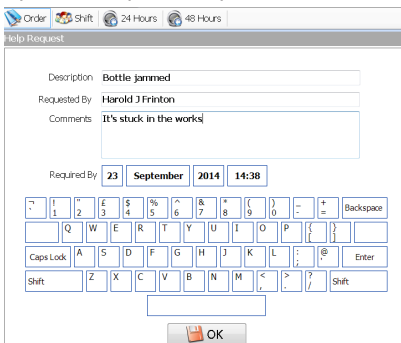 Order Shift 24 Hours 48 Hours
Help Request
Description Bottle jammed
Requested By Harold J Frinton
Comments It's stuck in the works
Required By 23 September 2014 14:38
¬ ` ! 1 " 2 £ 3 $ 4 % 5 ^ 6 & 7 * 8 ( 9 ) 0 _ - + = Backspace
Q W E R T Y U I O P { [ } ]
Caps Lock A S D F G H J K L : ; @ ' Enter
Shift Z X C V B N M < , > . ? / Shift
OK